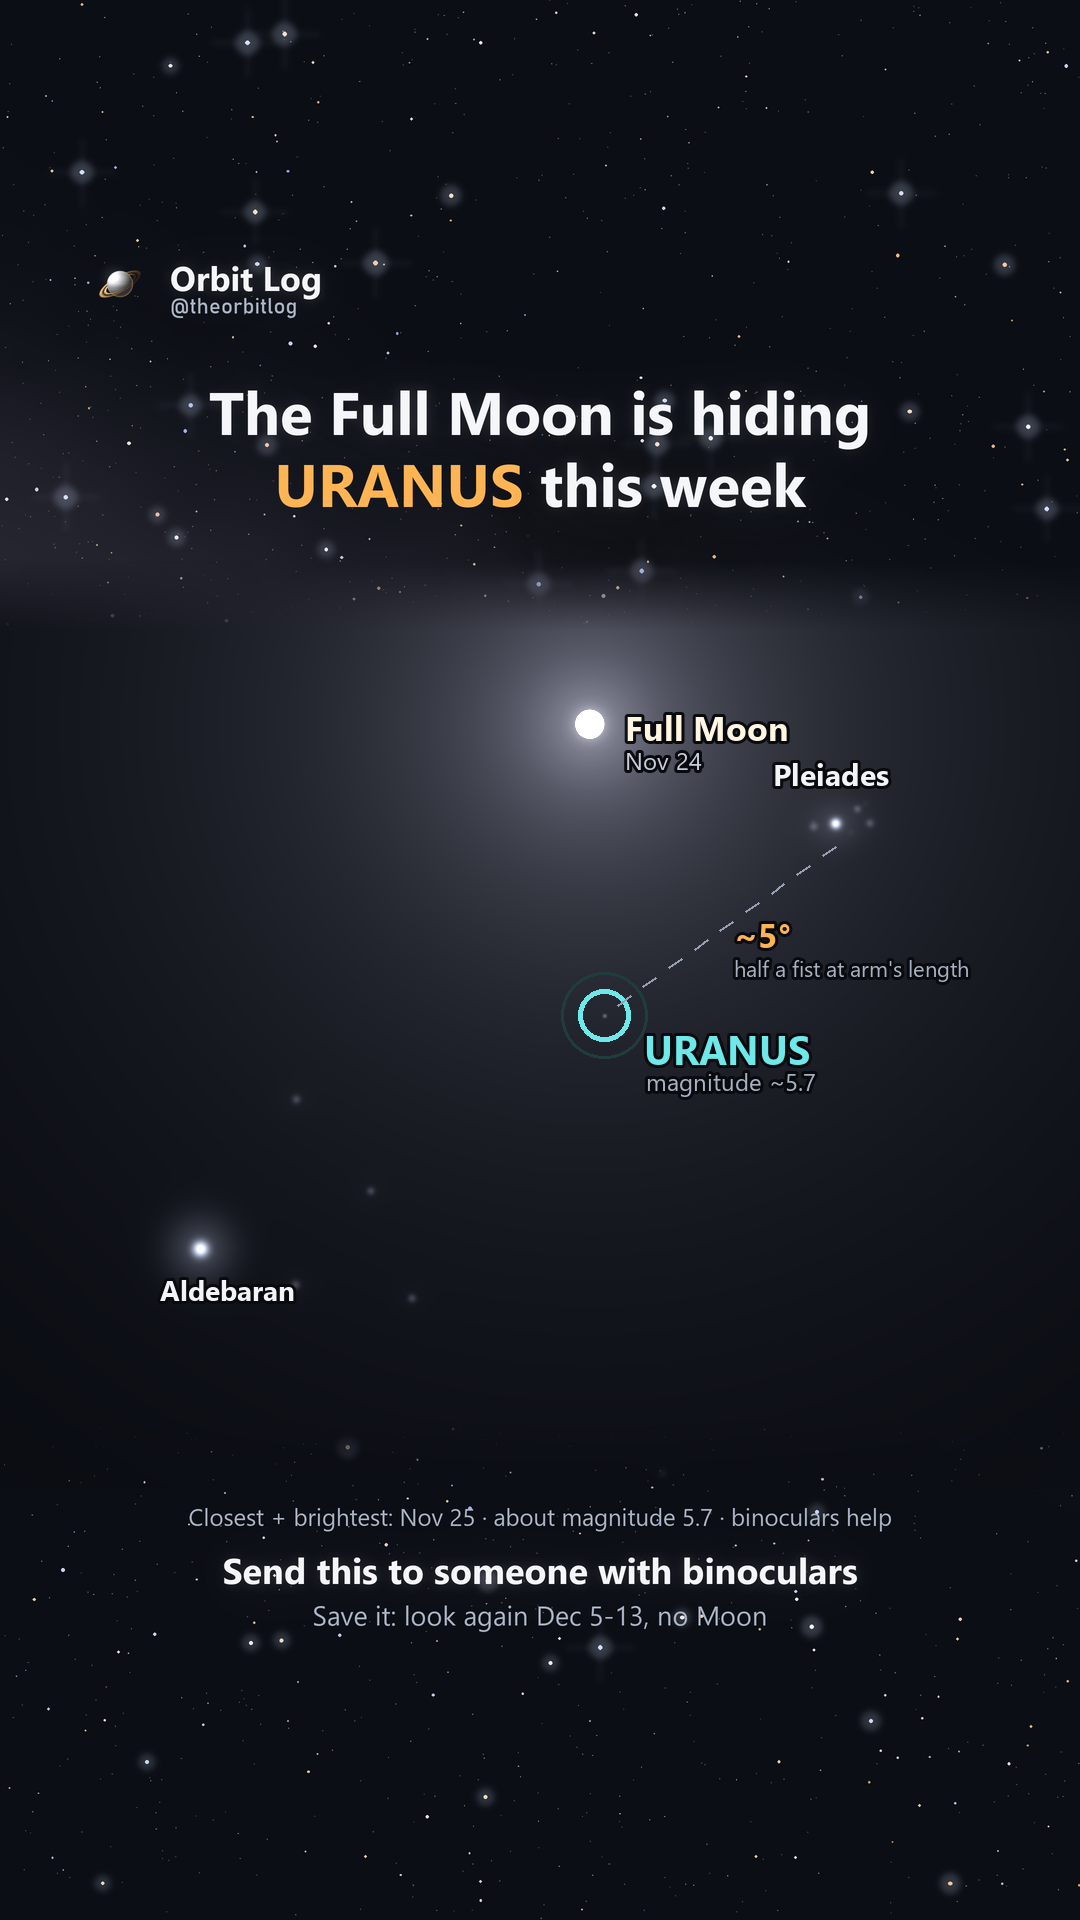 Orbit Log
@theorbitlog
The Full Moon is hiding
URANUS this week
Full Moon
Nov 24
Pleiades
~5°
half a fist at arm's length
URANUS
magnitude ~5.7
Aldebaran
Closest + brightest: Nov 25 · about magnitude 5.7 · binoculars help
Send this to someone with binoculars
Save it: look again Dec 5-13, no Moon